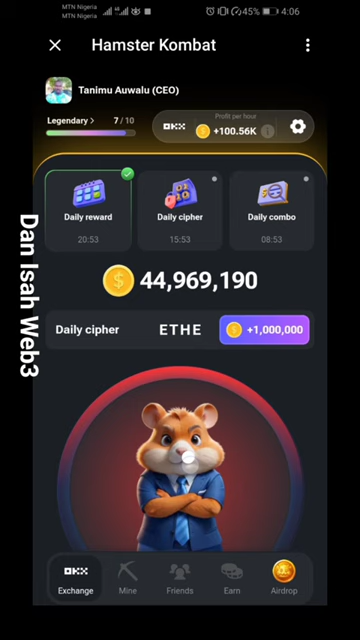 MTN Nigeria
MTN Nigeria
45% 4:06
Hamster Kombat
Tanimu Auwalu (CEO)
Legendary > 7 / 10
Profit per hour
OKX +100.56K i
Daily reward
20:53
Daily cipher
15:53
Daily combo
08:53
44,969,190
Daily cipher ETHE +1,000,000
Dan Isah Web3
OKX
Exchange Mine Friends Earn Airdrop